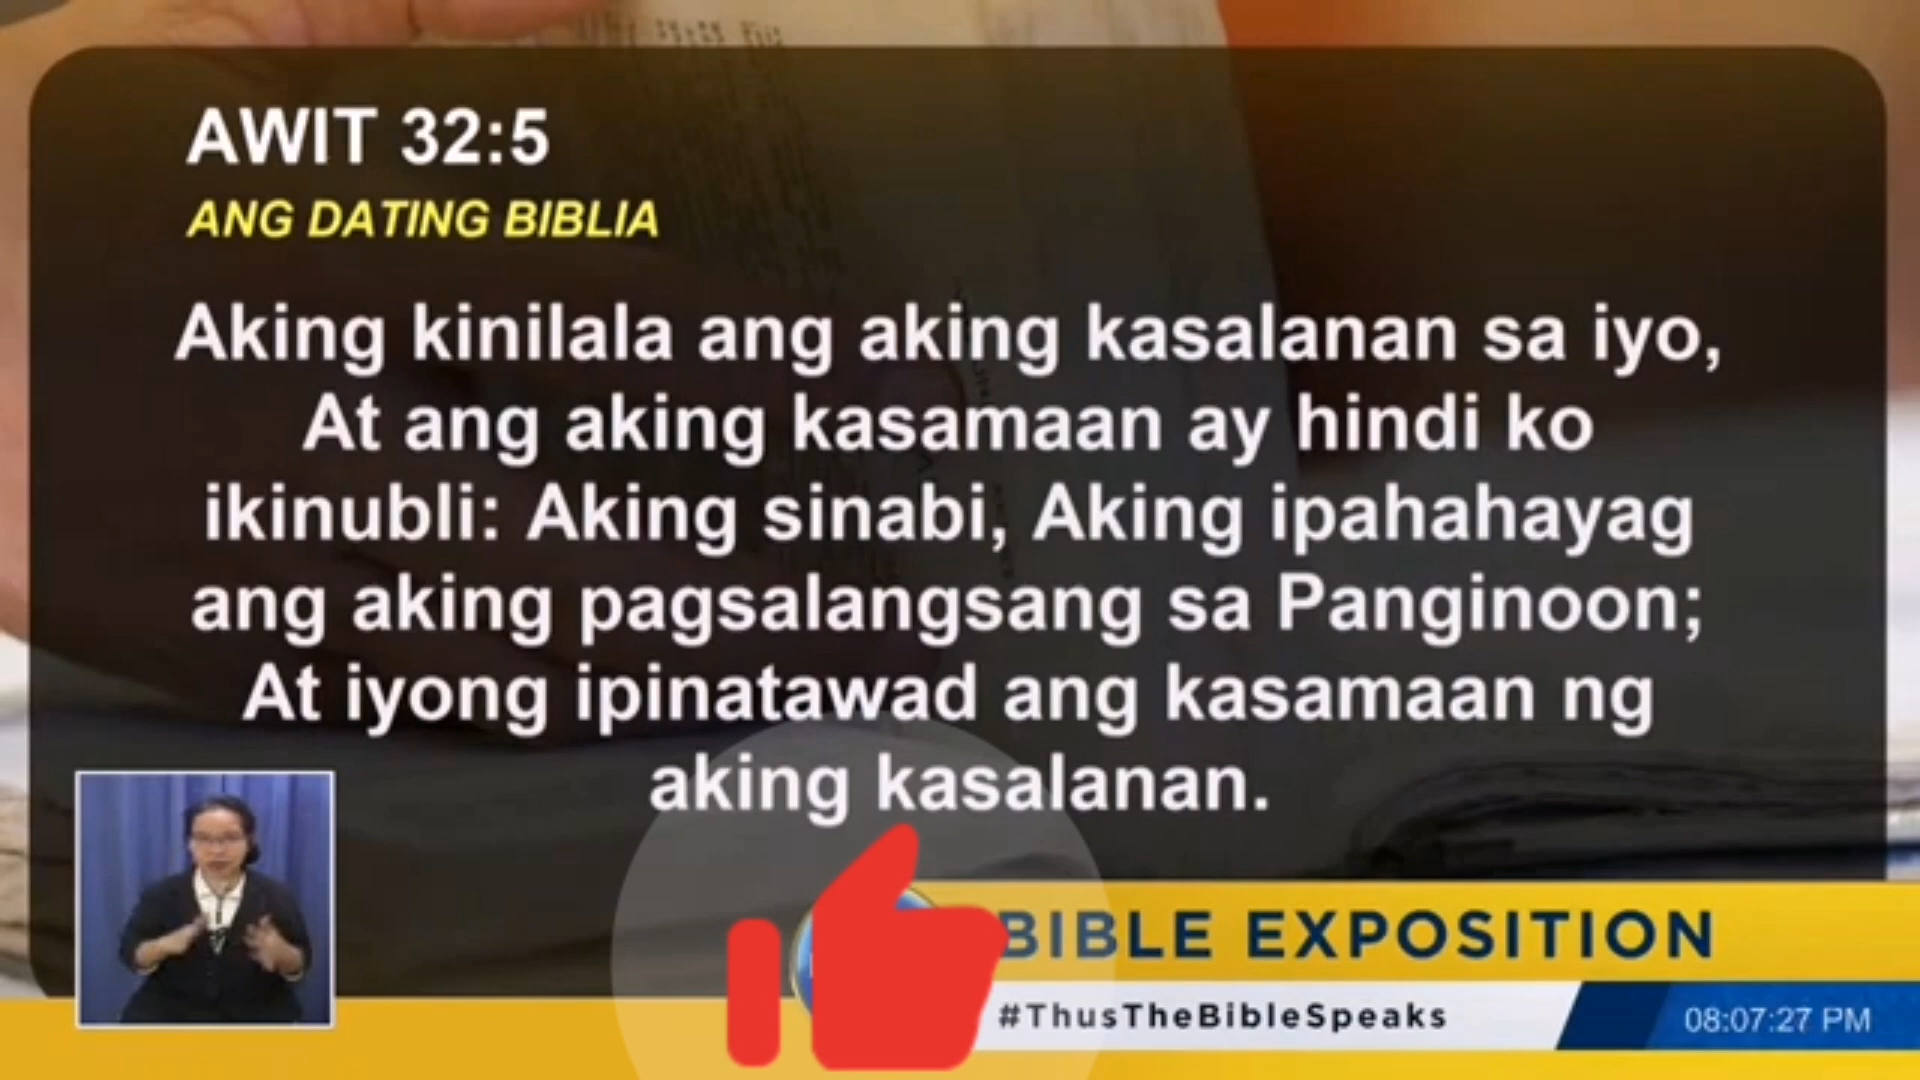 AWIT 32:5
ANG DATING BIBLIA
Aking kinilala ang aking kasalanan sa iyo,
At ang aking kasamaan ay hindi ko
ikinubli: Aking sinabi, Aking ipahahayag
ang aking pagsalangsang sa Panginoon;
At iyong ipinatawad ang kasamaan ng
aking kasalanan.
BIBLE EXPOSITION
#ThusTheBibleSpeaks
08:07:27 PM